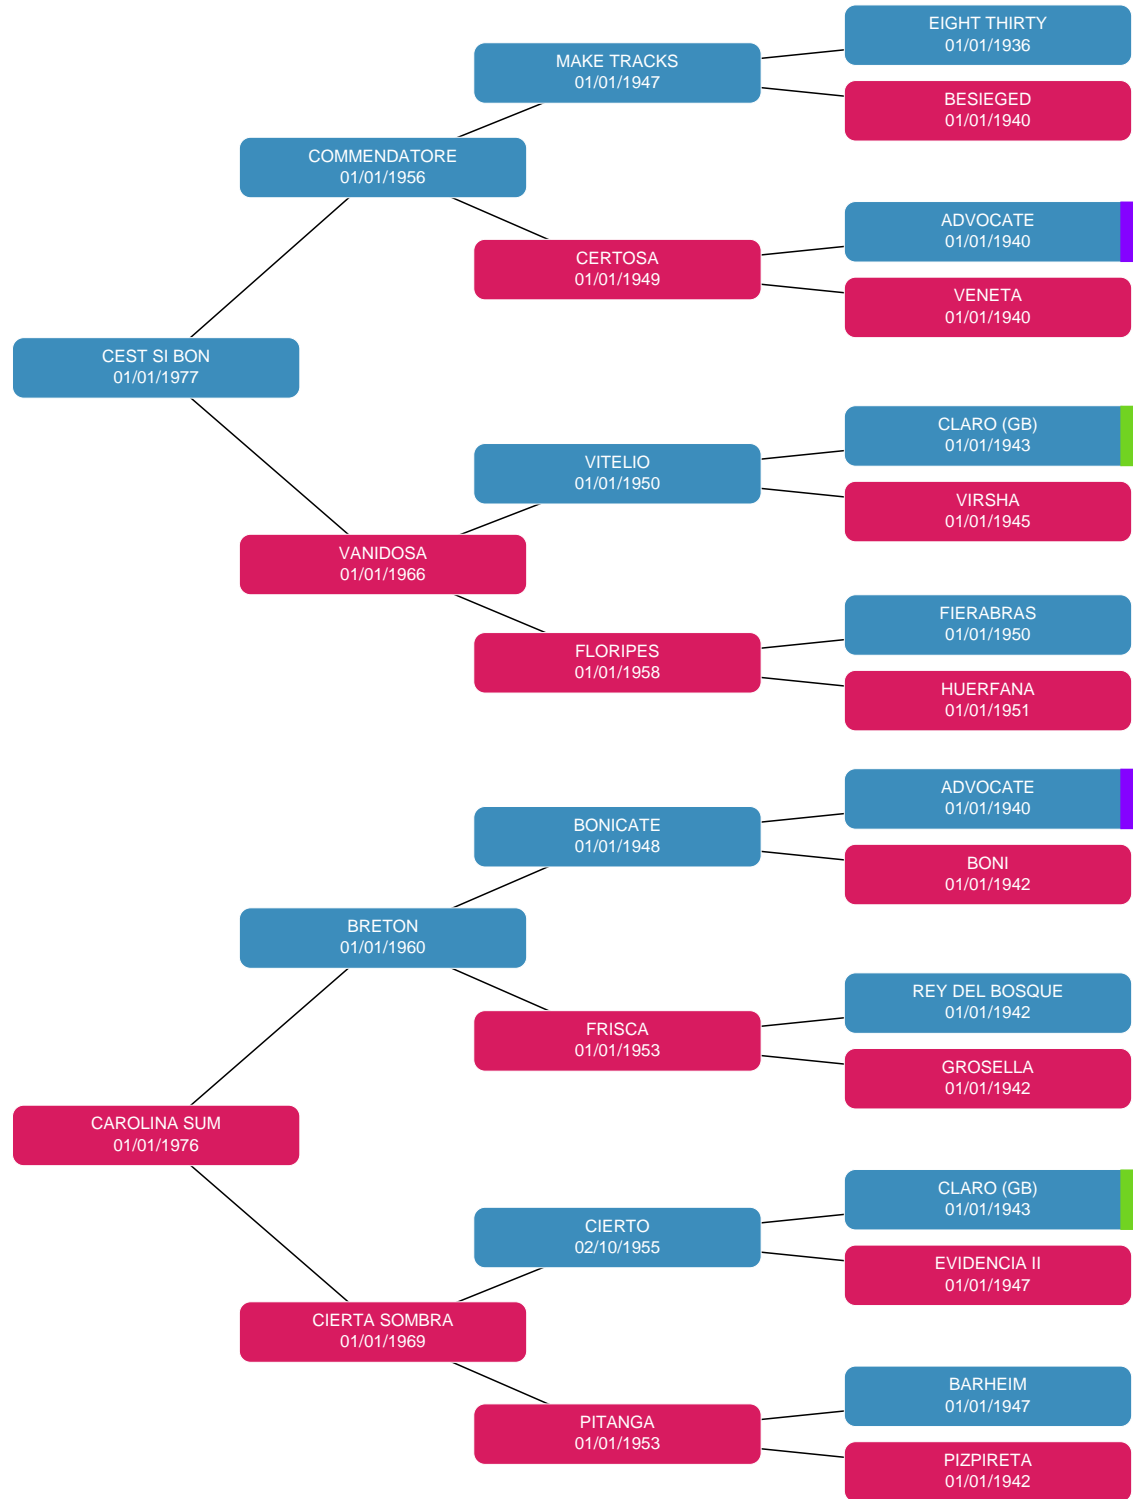 EIGHT THIRTY
01/01/1936
MAKE TRACKS
01/01/1947
BESIEGED
01/01/1940
COMMENDATORE
01/01/1956
ADVOCATE
01/01/1940
CERTOSA
01/01/1949
VENETA
01/01/1940
CEST SI BON
01/01/1977
CLARO (GB)
01/01/1943
VITELIO
01/01/1950
VIRSHA
01/01/1945
VANIDOSA
01/01/1966
FIERABRAS
01/01/1950
FLORIPES
01/01/1958
HUERFANA
01/01/1951
ADVOCATE
01/01/1940
BONICATE
01/01/1948
BONI
01/01/1942
BRETON
01/01/1960
REY DEL BOSQUE
01/01/1942
FRISCA
01/01/1953
GROSELLA
01/01/1942
CAROLINA SUM
01/01/1976
CLARO (GB)
01/01/1943
CIERTO
02/10/1955
EVIDENCIA II
01/01/1947
CIERTA SOMBRA
01/01/1969
BARHEIM
01/01/1947
PITANGA
01/01/1953
PIZPIRETA
01/01/1942